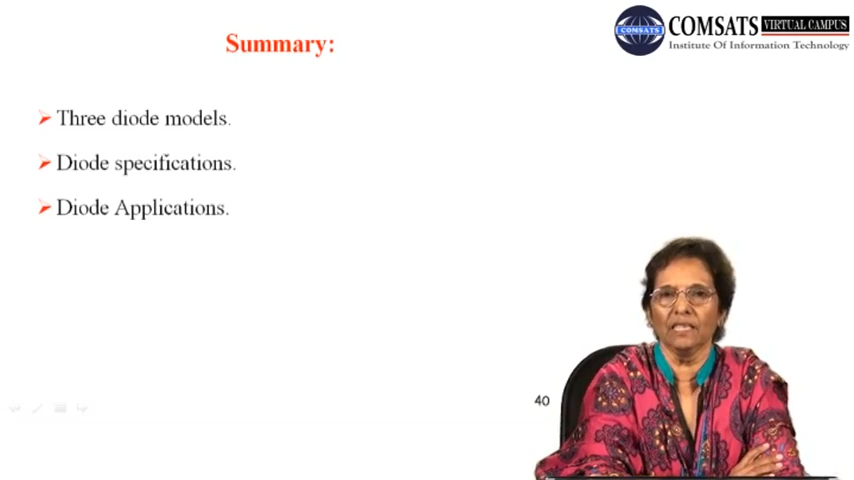 Summary:
COMSATS VIRTUAL CAMPUS
Institute Of Information Technology
COMSATS
Three diode models.
Diode specifications.
Diode Applications.
40